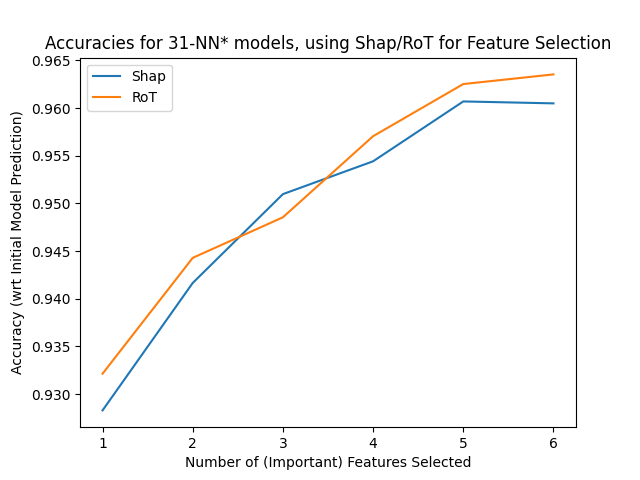 Accuracies for 31-NN* models, using Shap/RoT for Feature Selection
0.965
0.960
0.955
0.950
0.945
0.940
0.935
0.930
Accuracy (wrt Initial Model Prediction)
Shap
RoT
1 2 3 4 5 6
Number of (Important) Features Selected